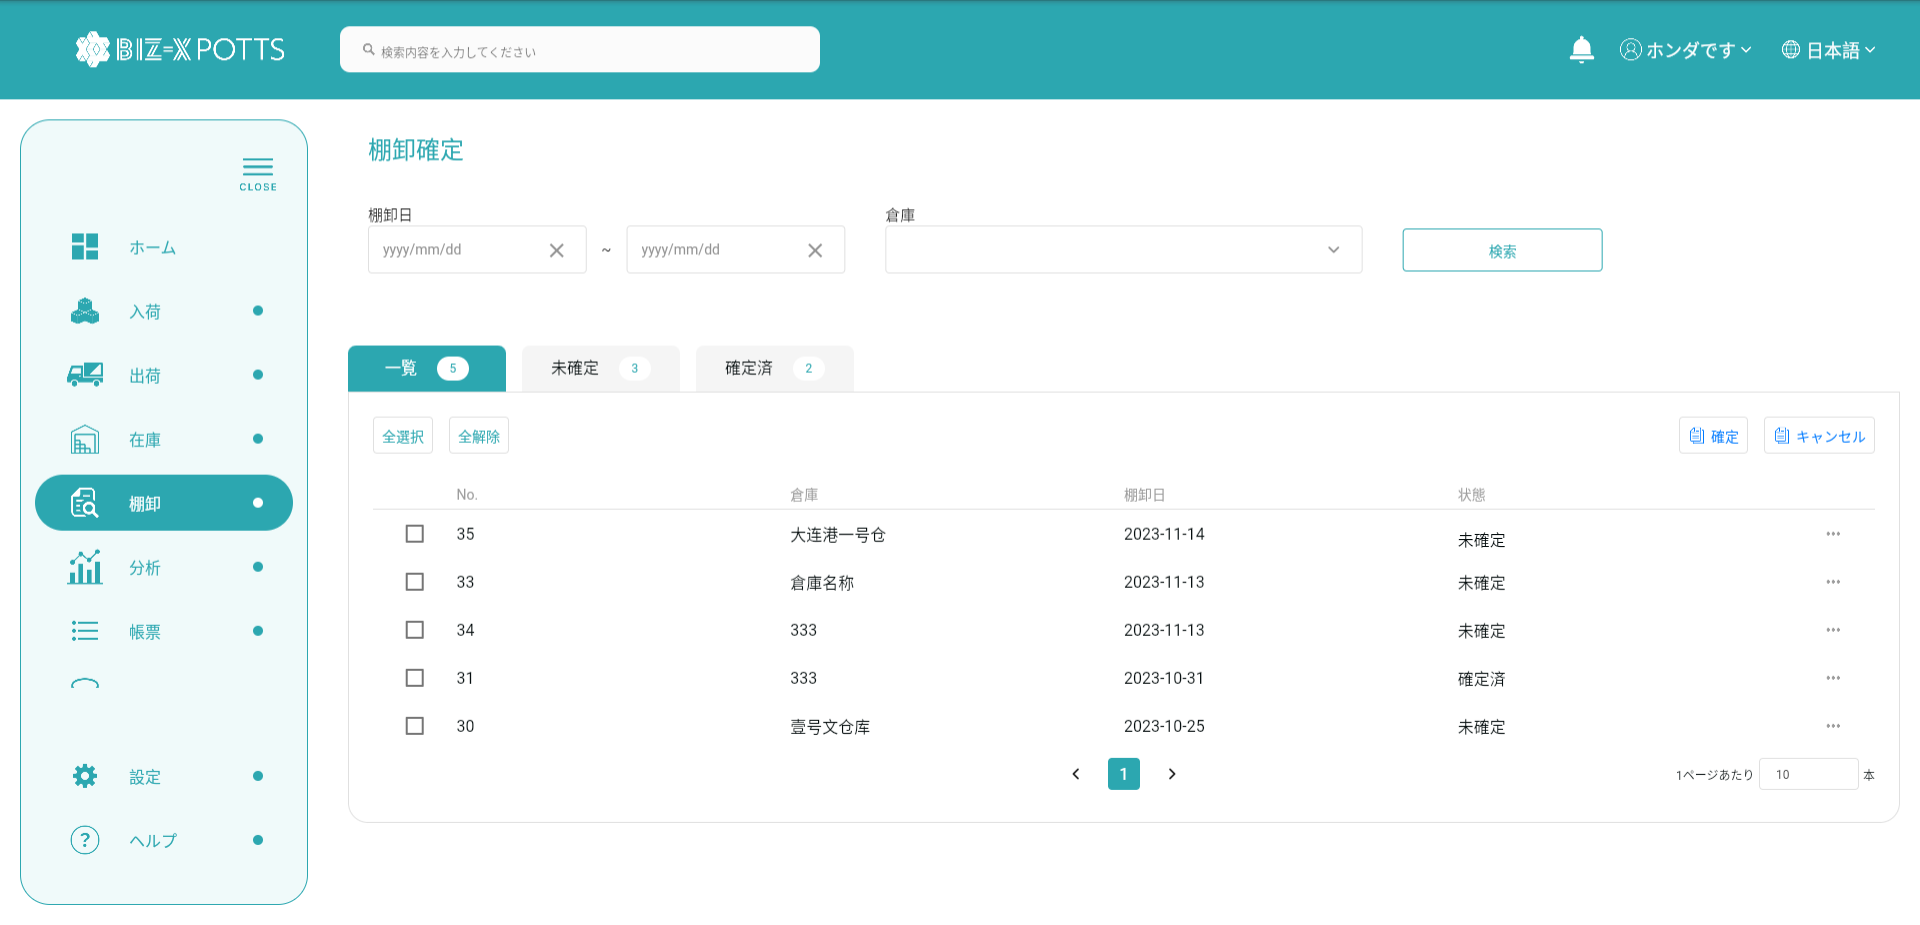 BIZ=X POTTS
検索内容を入力してください
ホンダです
日本語
CLOSE
ホーム
入荷
出荷
在庫
棚卸
分析
帳票
設定
? ヘルプ
棚卸確定
棚卸日 倉庫
yyyy/mm/dd ~ yyyy/mm/dd 検索
一覧 5 未確定 3 確定済 2
全選択 全解除 確定 キャンセル
No. 倉庫 棚卸日 状態
35 大连港一号仓 2023-11-14 未確定 ···
33 倉庫名称 2023-11-13 未確定 ···
34 333 2023-11-13 未確定 ···
31 333 2023-10-31 確定済 ···
30 壹号文仓库 2023-10-25 未確定 ···
1 1ページあたり 10 本